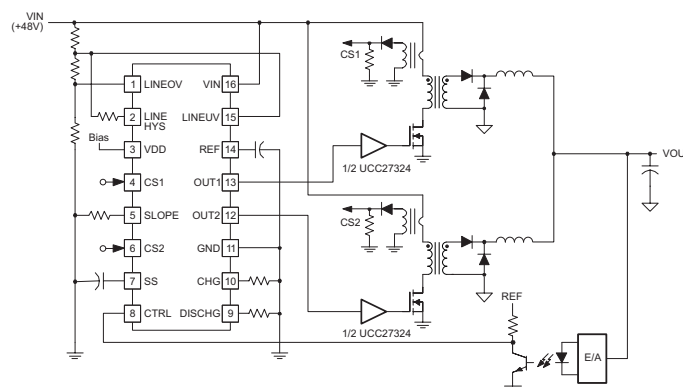 VIN
(+48V)
CS1
1 LINEOV VIN 16
2 LINE HYS LINEUV 15
Bias
3 VDD REF 14
4 CS1 OUT1 13
1/2 UCC27324
5 SLOPE OUT2 12
6 CS2 GND 11
7 SS CHG 10
8 CTRL DISCHG 9
VOU
CS2
1/2 UCC27324
REF
E/A